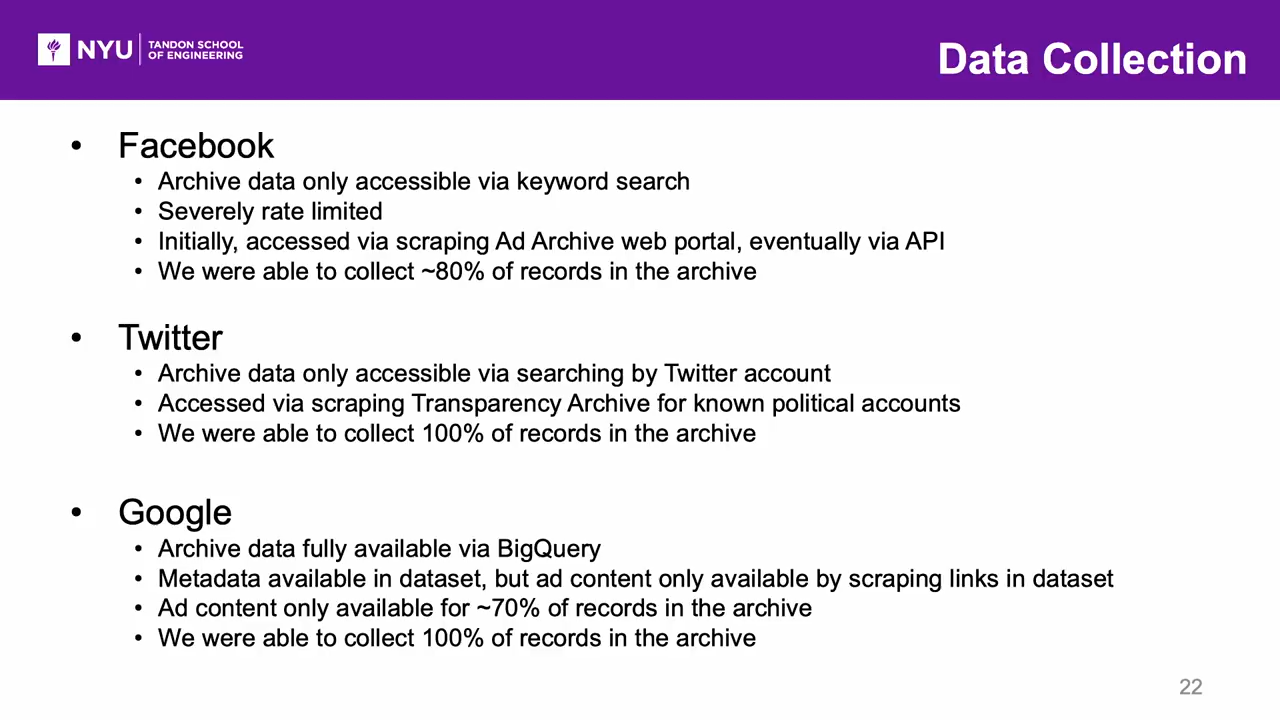 NYU
TANDON SCHOOL
OF ENGINEERING
Data Collection
• Facebook
• Archive data only accessible via keyword search
• Severely rate limited
• Initially, accessed via scraping Ad Archive web portal, eventually via API
• We were able to collect ~80% of records in the archive
• Twitter
• Archive data only accessible via searching by Twitter account
• Accessed via scraping Transparency Archive for known political accounts
• We were able to collect 100% of records in the archive
• Google
• Archive data fully available via BigQuery
• Metadata available in dataset, but ad content only available by scraping links in dataset
• Ad content only available for ~70% of records in the archive
• We were able to collect 100% of records in the archive
22